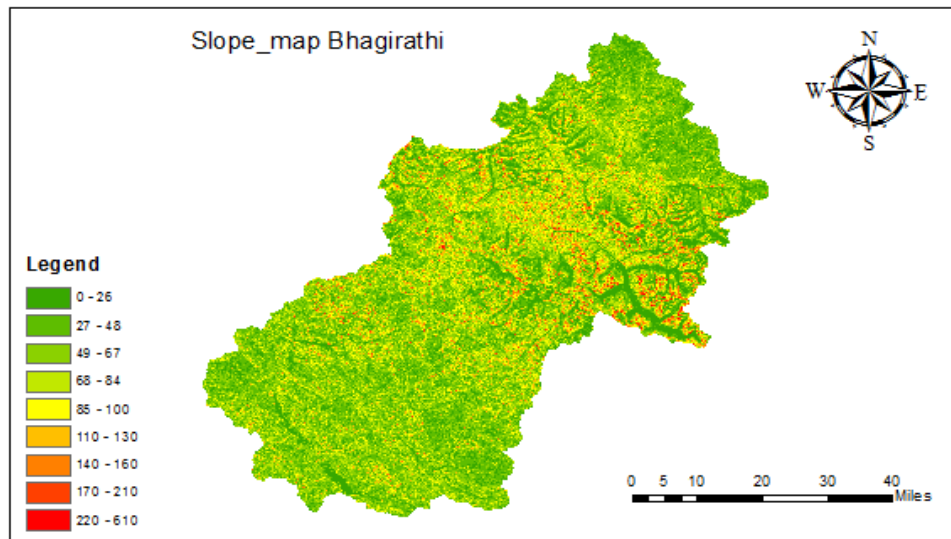 Slope_map Bhagirathi
N
W E
S
Legend
0 - 26
27 - 48
49 - 67
68 - 84
85 - 100
110 - 130
140 - 160
170 - 210
220 - 610
0 5 10 20 30 40
Miles